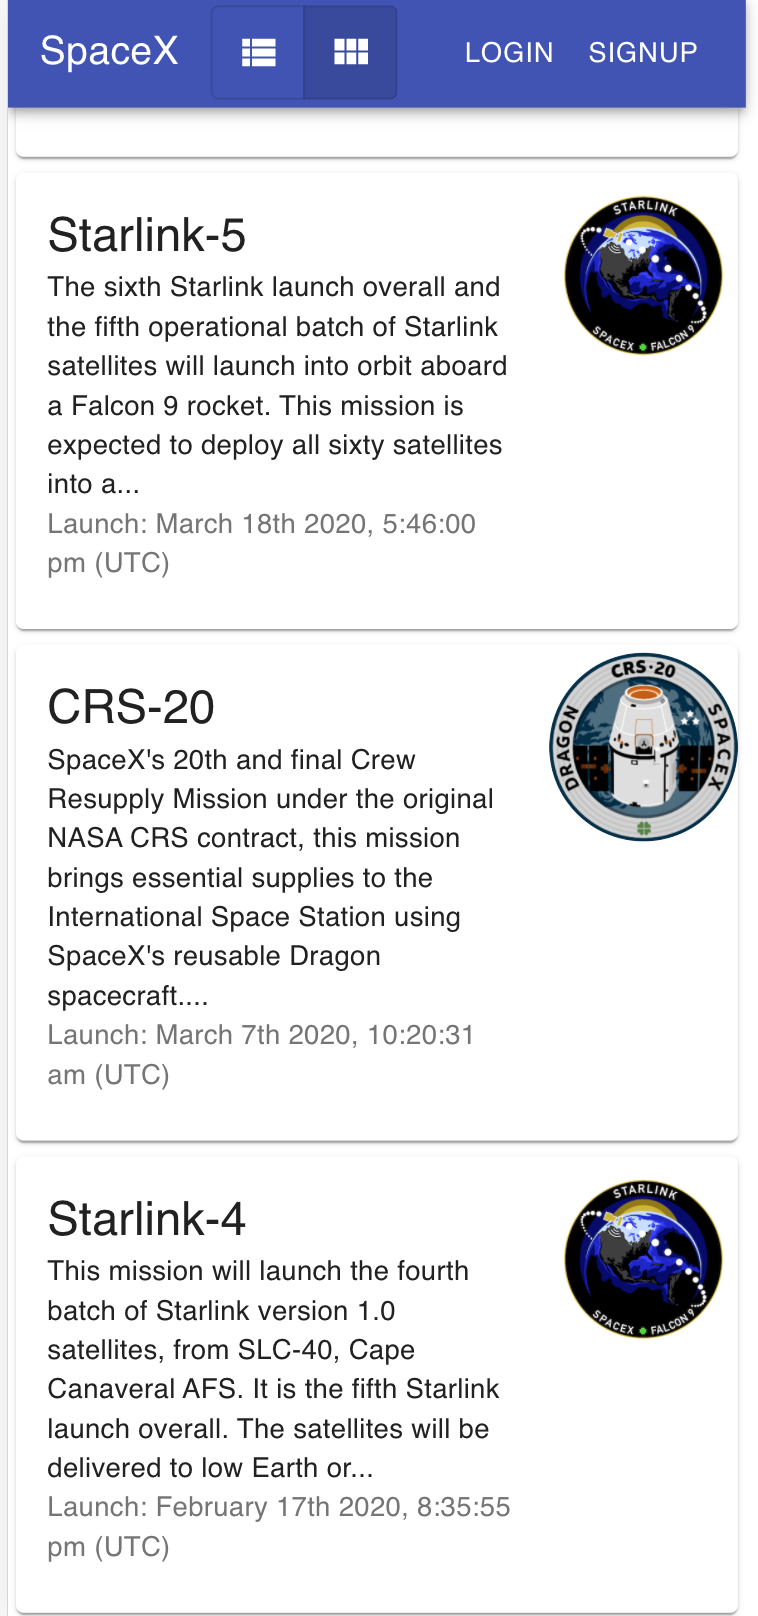 SpaceX LOGIN SIGNUP
Starlink-5
The sixth Starlink launch overall and
the fifth operational batch of Starlink
satellites will launch into orbit aboard
a Falcon 9 rocket. This mission is
expected to deploy all sixty satellites
into a...
Launch: March 18th 2020, 5:46:00
pm (UTC)
STARLINK
SPACEX FALCON 9
CRS-20
SpaceX's 20th and final Crew
Resupply Mission under the original
NASA CRS contract, this mission
brings essential supplies to the
International Space Station using
SpaceX's reusable Dragon
spacecraft....
Launch: March 7th 2020, 10:20:31
am (UTC)
CRS·20
DRAGON
SPACEX
Starlink-4
This mission will launch the fourth
batch of Starlink version 1.0
satellites, from SLC-40, Cape
Canaveral AFS. It is the fifth Starlink
launch overall. The satellites will be
delivered to low Earth or...
Launch: February 17th 2020, 8:35:55
pm (UTC)
STARLINK
SPACEX FALCON 9